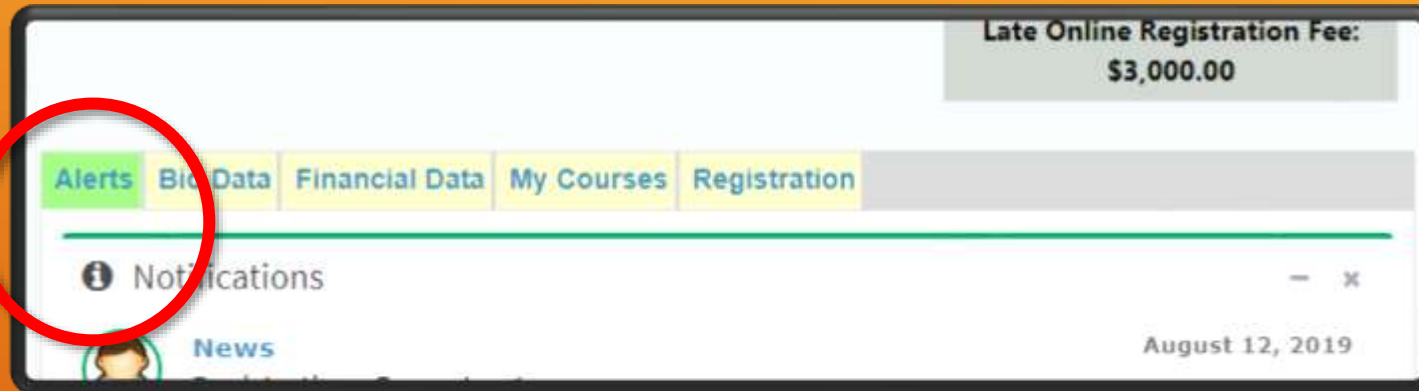 Late Online Registration Fee:
$3,000.00
Alerts Bio Data Financial Data My Courses Registration
Notifications
News
August 12, 2019